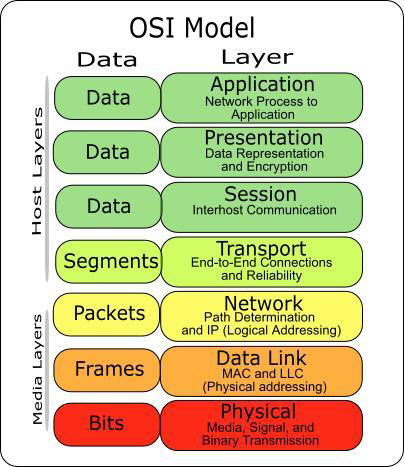 OSI Model
Data Layer
Host Layers
Data
Application
Network Process to
Application
Data
Presentation
Data Representation
and Encryption
Data
Session
Interhost Communication
Segments
Transport
End-to-End Connections
and Reliability
Media Layers
Packets
Network
Path Determination
and IP (Logical Addressing)
Frames
Data Link
MAC and LLC
(Physical addressing)
Bits
Physical
Media, Signal, and
Binary Transmission